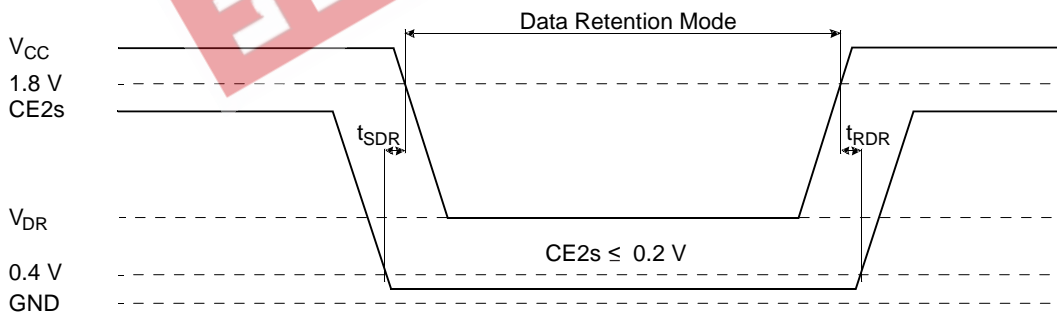 Data Retention Mode
VCC
1.8 V
CE2s
tSDR
tRDR
VDR
CE2s ≤ 0.2 V
0.4 V
GND